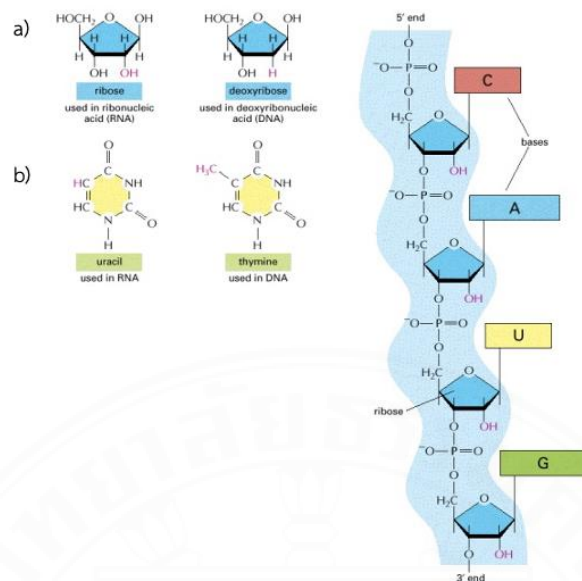 a)
HOCH₂ O OH
H H
H H
OH OH
ribose
used in ribonucleic
acid (RNA)
HOCH₂ O OH
H H
H H
OH H
deoxyribose
used in deoxyribonucleic
acid (DNA)
b)
O
C
HC NH
HC C
N O
H
uracil
used in RNA
O
H₃C C
C NH
HC C
N O
H
thymine
used in DNA
5′ end
O
⁻O—P=O
O
H₂C O
C
bases
OH
O
⁻O—P=O
O
H₂C O
A
OH
O
⁻O—P=O
O
H₂C O
U
ribose
OH
O
⁻O—P=O
O
H₂C O
G
O OH
3′ end